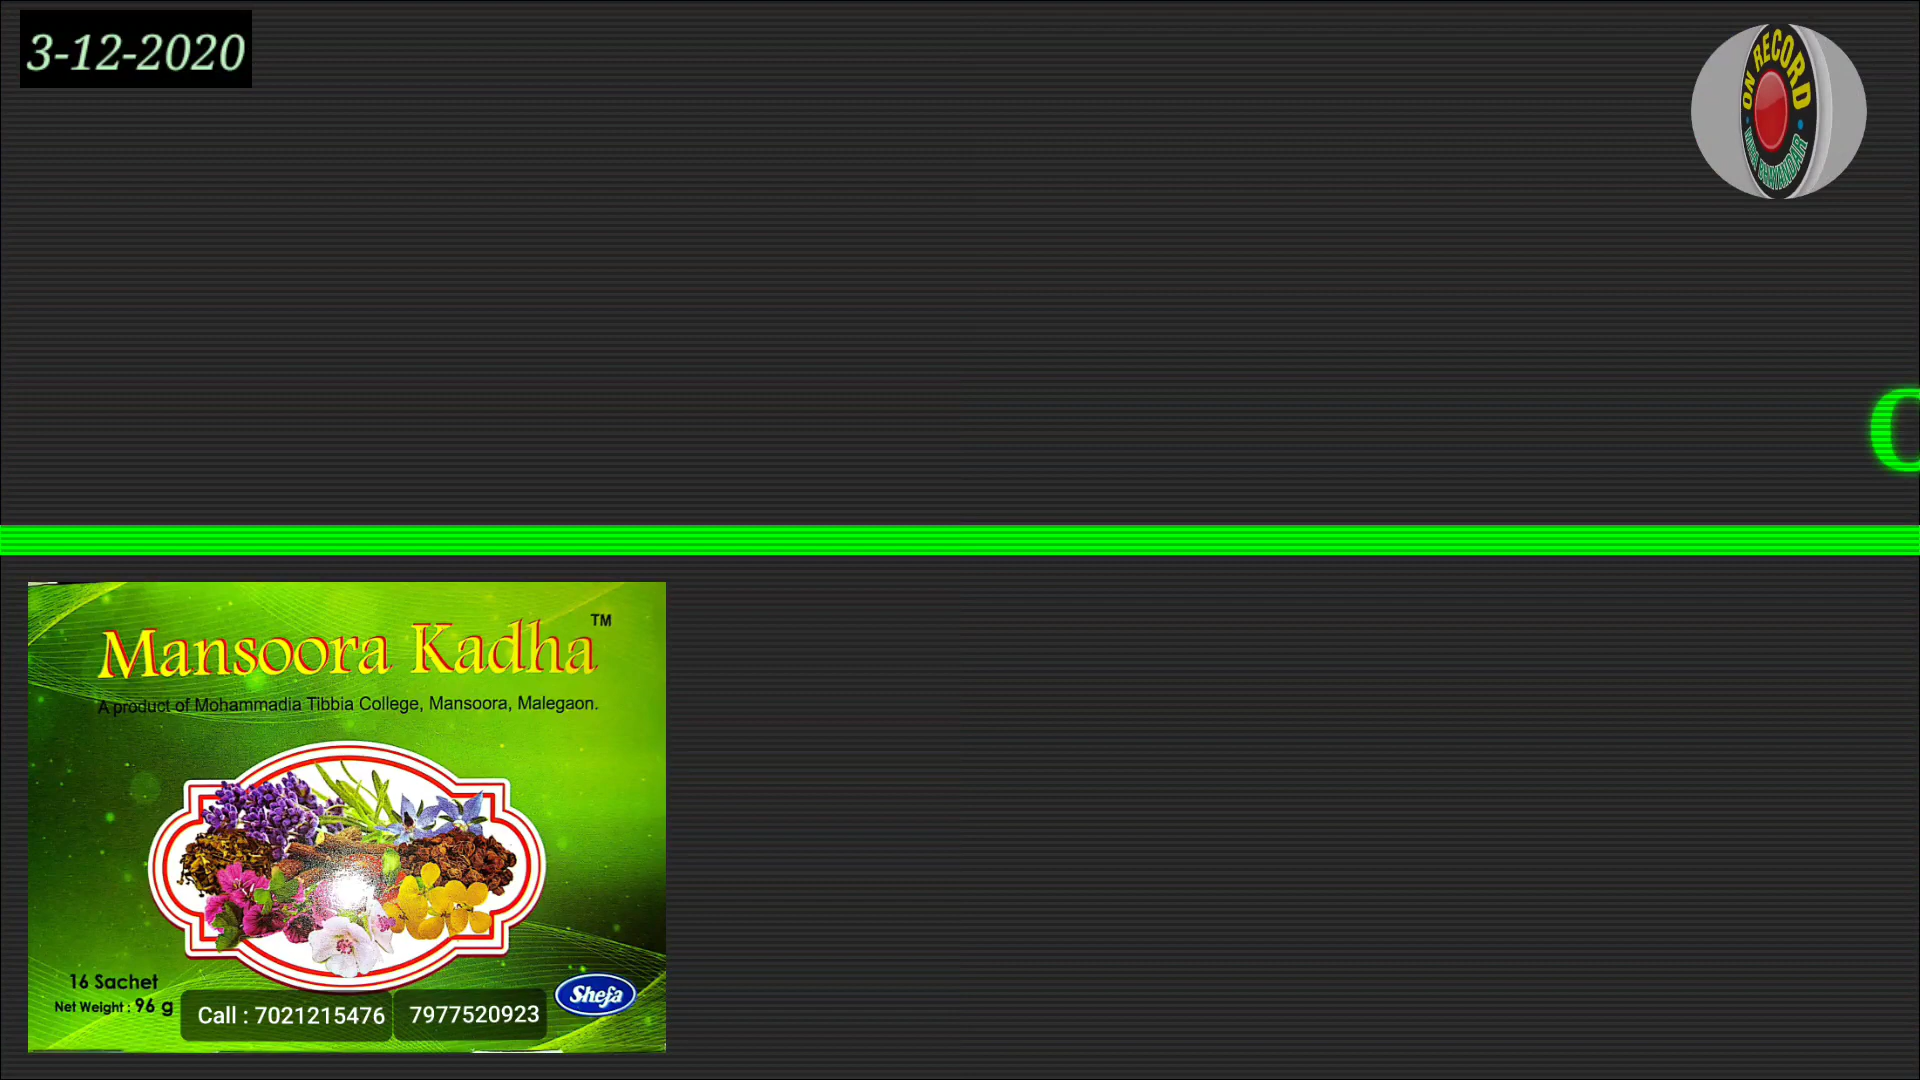 3-12-2020
ON RECORD
BHAYANDAR
Mansoora Kadha™
A product of Mohammadia Tibbia College, Mansoora, Malegaon.
16 Sachet
Net Weight : 96 g
Call : 7021215476 7977520923
Shefa